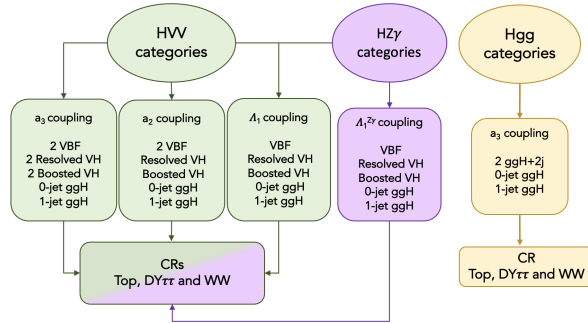 HVV
categories
HZγ
categories
Hgg
categories
a₃ coupling
2 VBF
2 Resolved VH
2 Boosted VH
0-jet ggH
1-jet ggH
a₂ coupling
2 VBF
Resolved VH
Boosted VH
0-jet ggH
1-jet ggH
Λ₁ coupling
VBF
Resolved VH
Boosted VH
0-jet ggH
1-jet ggH
Λ₁ᶻᵞ coupling
VBF
Resolved VH
Boosted VH
0-jet ggH
1-jet ggH
a₃ coupling
2 ggH+2j
0-jet ggH
1-jet ggH
CRs
Top, DYττ and WW
CR
Top, DYττ and WW